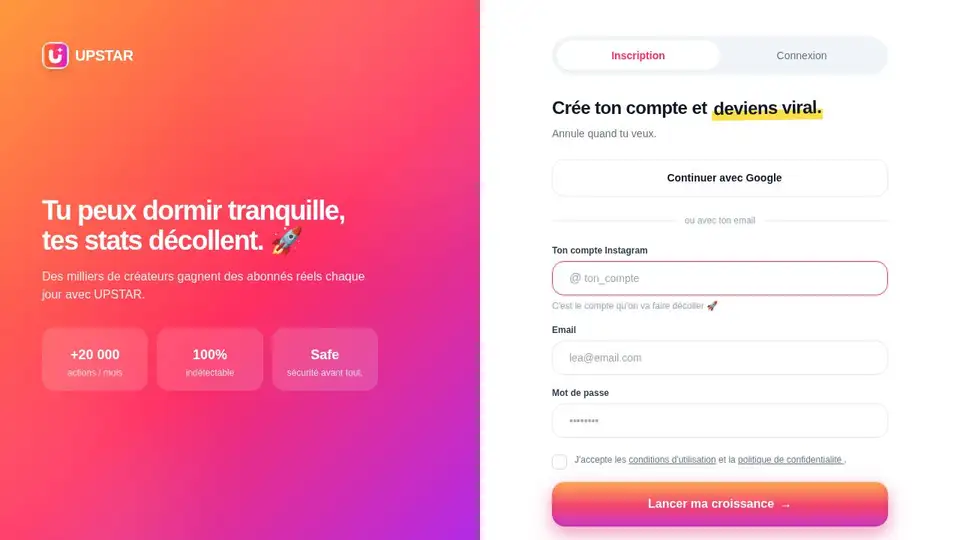 UPSTAR
Tu peux dormir tranquille,
tes stats décollent. 🚀
Des milliers de créateurs gagnent des abonnés réels chaque
jour avec UPSTAR.
+20 000
actions / mois
100%
indétectable
Safe
sécurité avant tout.
Inscription
Connexion
Crée ton compte et deviens viral.
Annule quand tu veux.
Continuer avec Google
ou avec ton email
Ton compte Instagram
@ ton_compte
C'est le compte qu'on va faire décoller 🚀
Email
lea@email.com
Mot de passe
••••••••
J'accepte les conditions d'utilisation et la politique de confidentialité .
Lancer ma croissance →